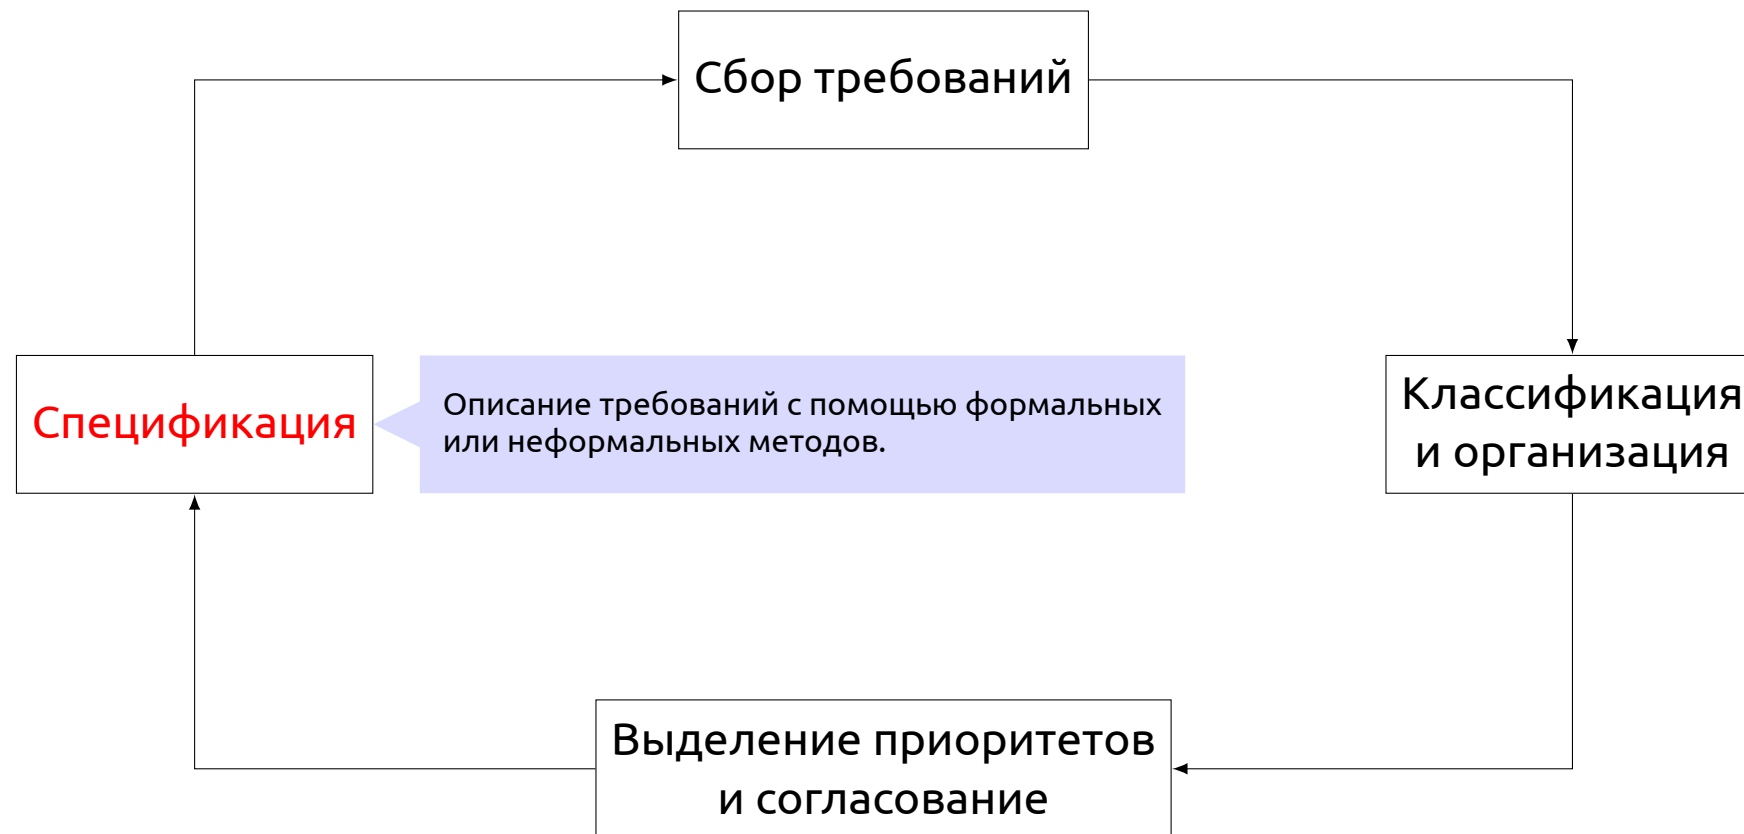 Сбор требований
Спецификация
Описание требований с помощью формальных
или неформальных методов.
Классификация
и организация
Выделение приоритетов
и согласование